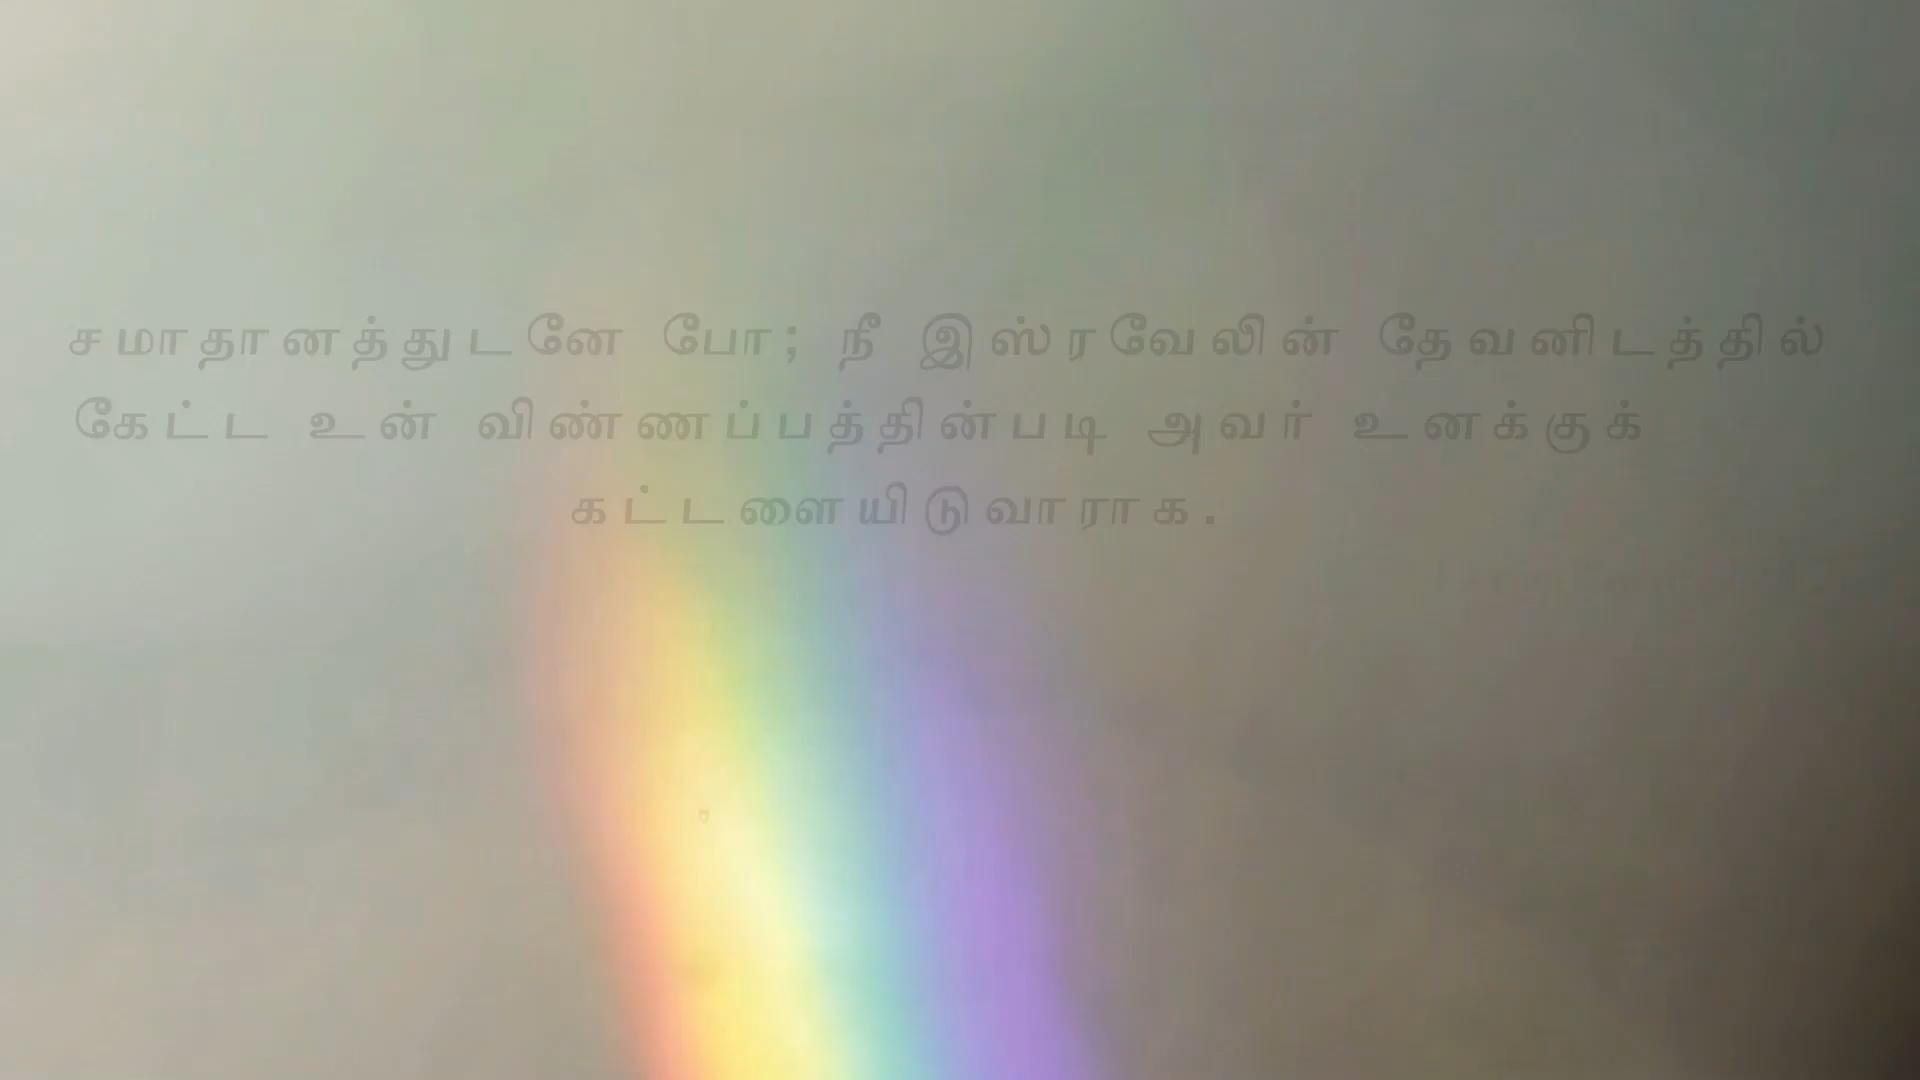 சமாதானத்துடனே போ; நீ இஸ்ரவேலின் தேவனிடத்தில்
கேட்ட உன் விண்ணப்பத்தின்படி அவர் உனக்குக்
கட்டளையிடுவாராக.